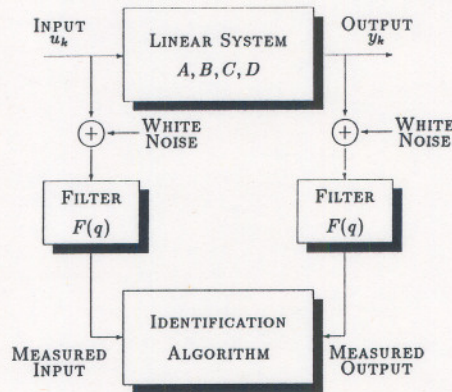 INPUT
u_k
LINEAR SYSTEM
A, B, C, D
OUTPUT
y_k
+
WHITE
NOISE
+
WHITE
NOISE
FILTER
F(q)
FILTER
F(q)
IDENTIFICATION
ALGORITHM
MEASURED
INPUT
MEASURED
OUTPUT